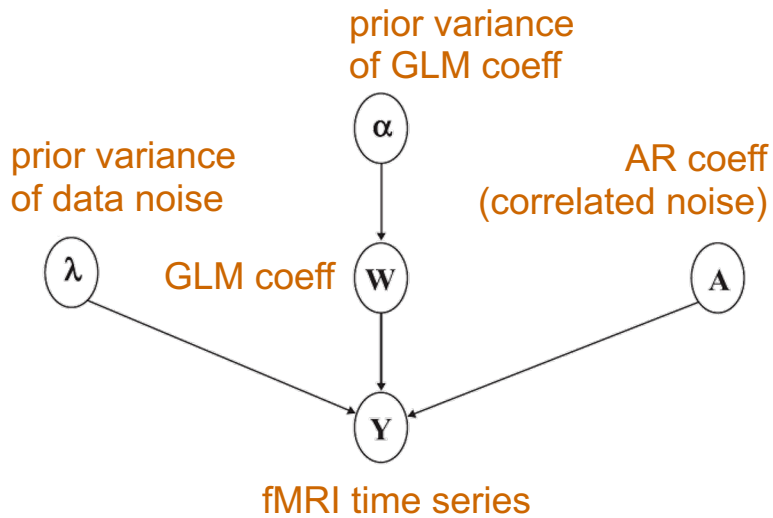 prior variance
of GLM coeff
α
prior variance
of data noise
AR coeff
(correlated noise)
λ
GLM coeff
W
A
Y
fMRI time series